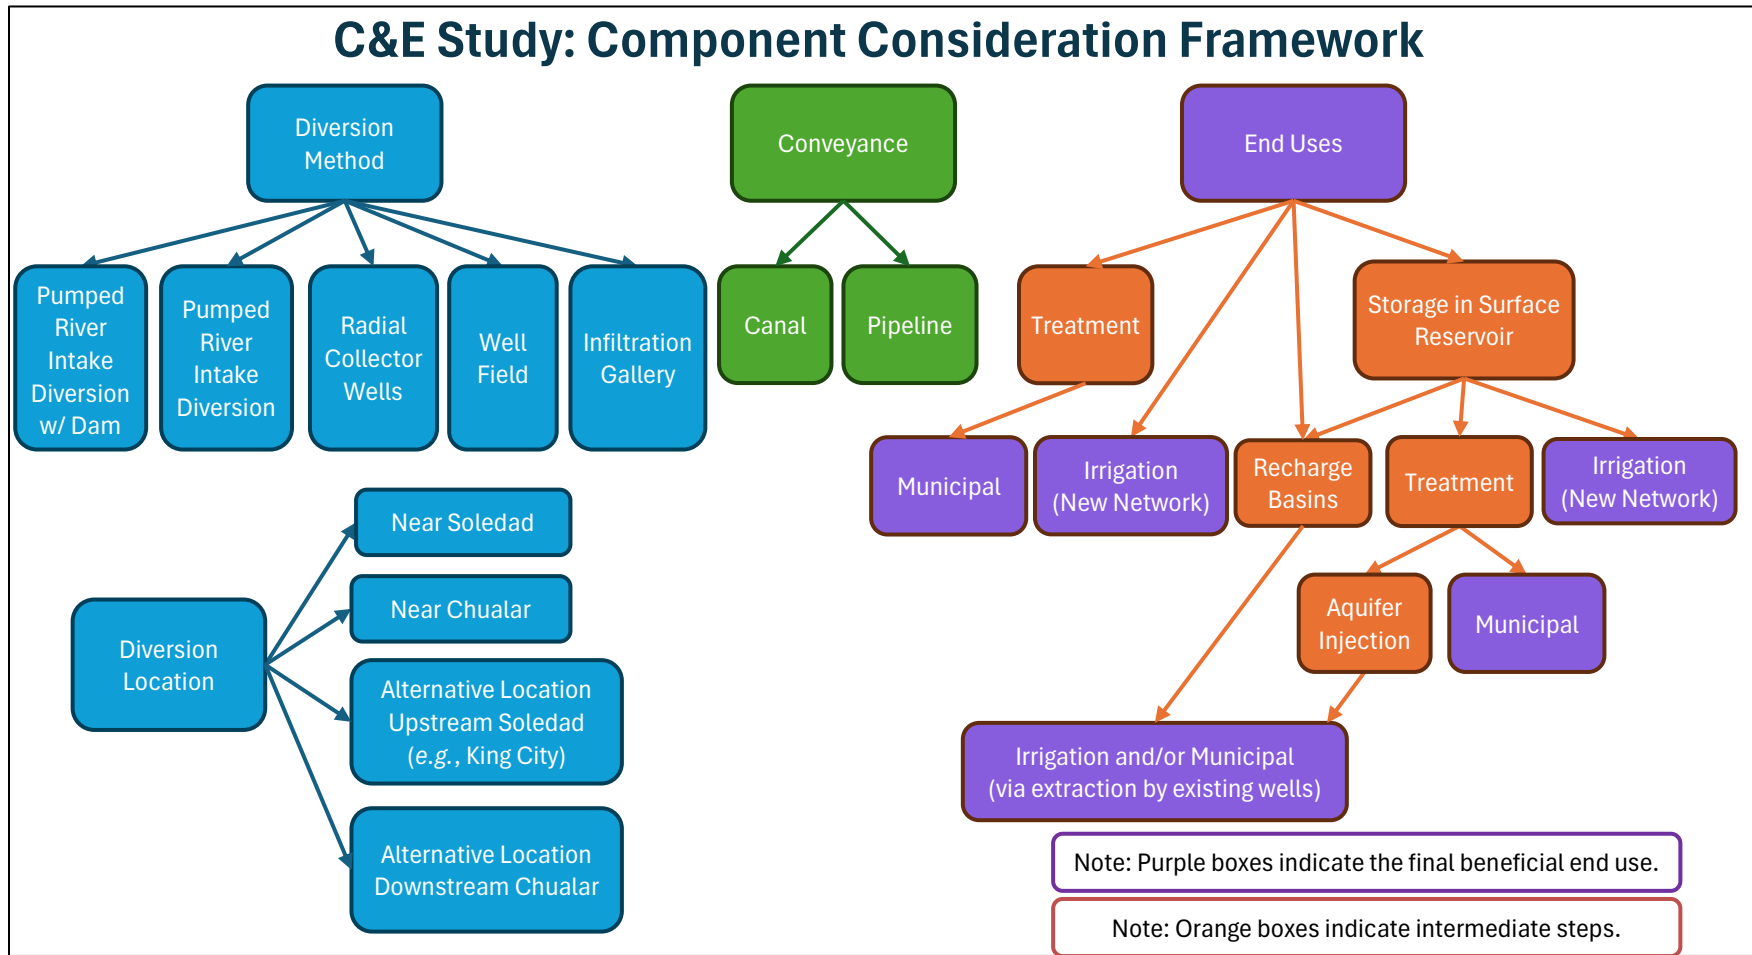 C&E Study: Component Consideration Framework
Diversion
Method
Conveyance
End Uses
Pumped
River
Intake
Diversion
w/ Dam
Pumped
River
Intake
Diversion
Radial
Collector
Wells
Well
Field
Infiltration
Gallery
Canal
Pipeline
Treatment
Storage in Surface
Reservoir
Municipal
Irrigation
(New Network)
Recharge
Basins
Treatment
Irrigation
(New Network)
Near Soledad
Near Chualar
Diversion
Location
Alternative Location
Upstream Soledad
(e.g., King City)
Alternative Location
Downstream Chualar
Aquifer
Injection
Municipal
Irrigation and/or Municipal
(via extraction by existing wells)
Note: Purple boxes indicate the final beneficial end use.
Note: Orange boxes indicate intermediate steps.